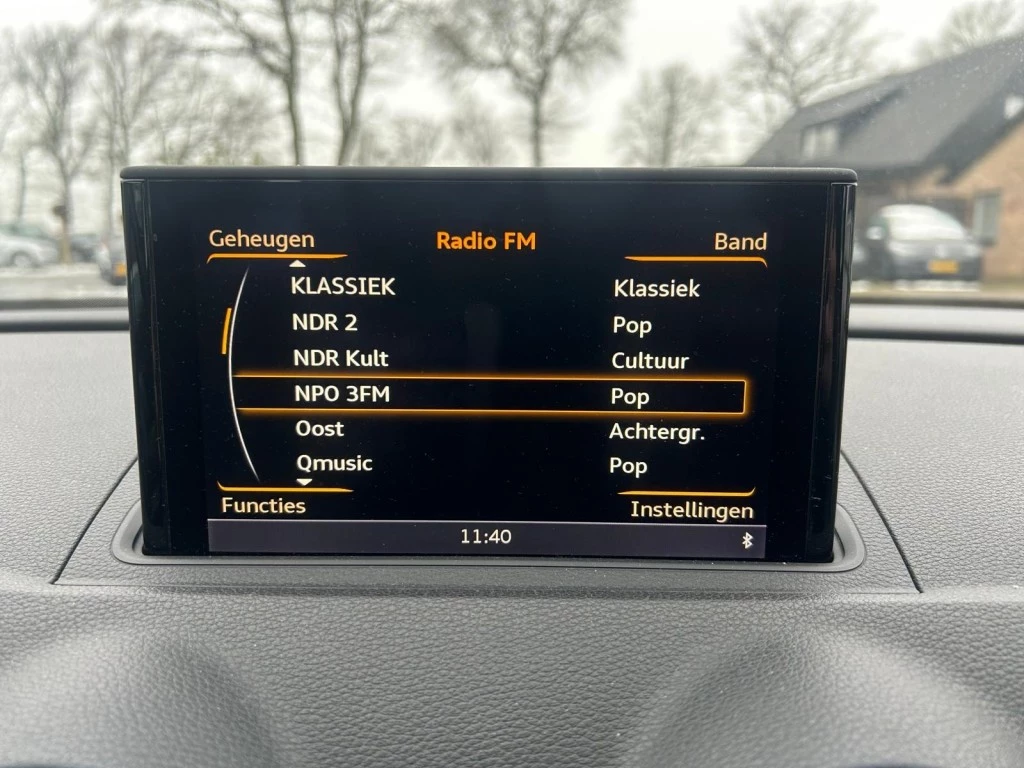 Geheugen Radio FM Band
KLASSIEK Klassiek
NDR 2 Pop
NDR Kult Cultuur
NPO 3FM Pop
Oost Achtergr.
Qmusic Pop
Functies Instellingen
11:40